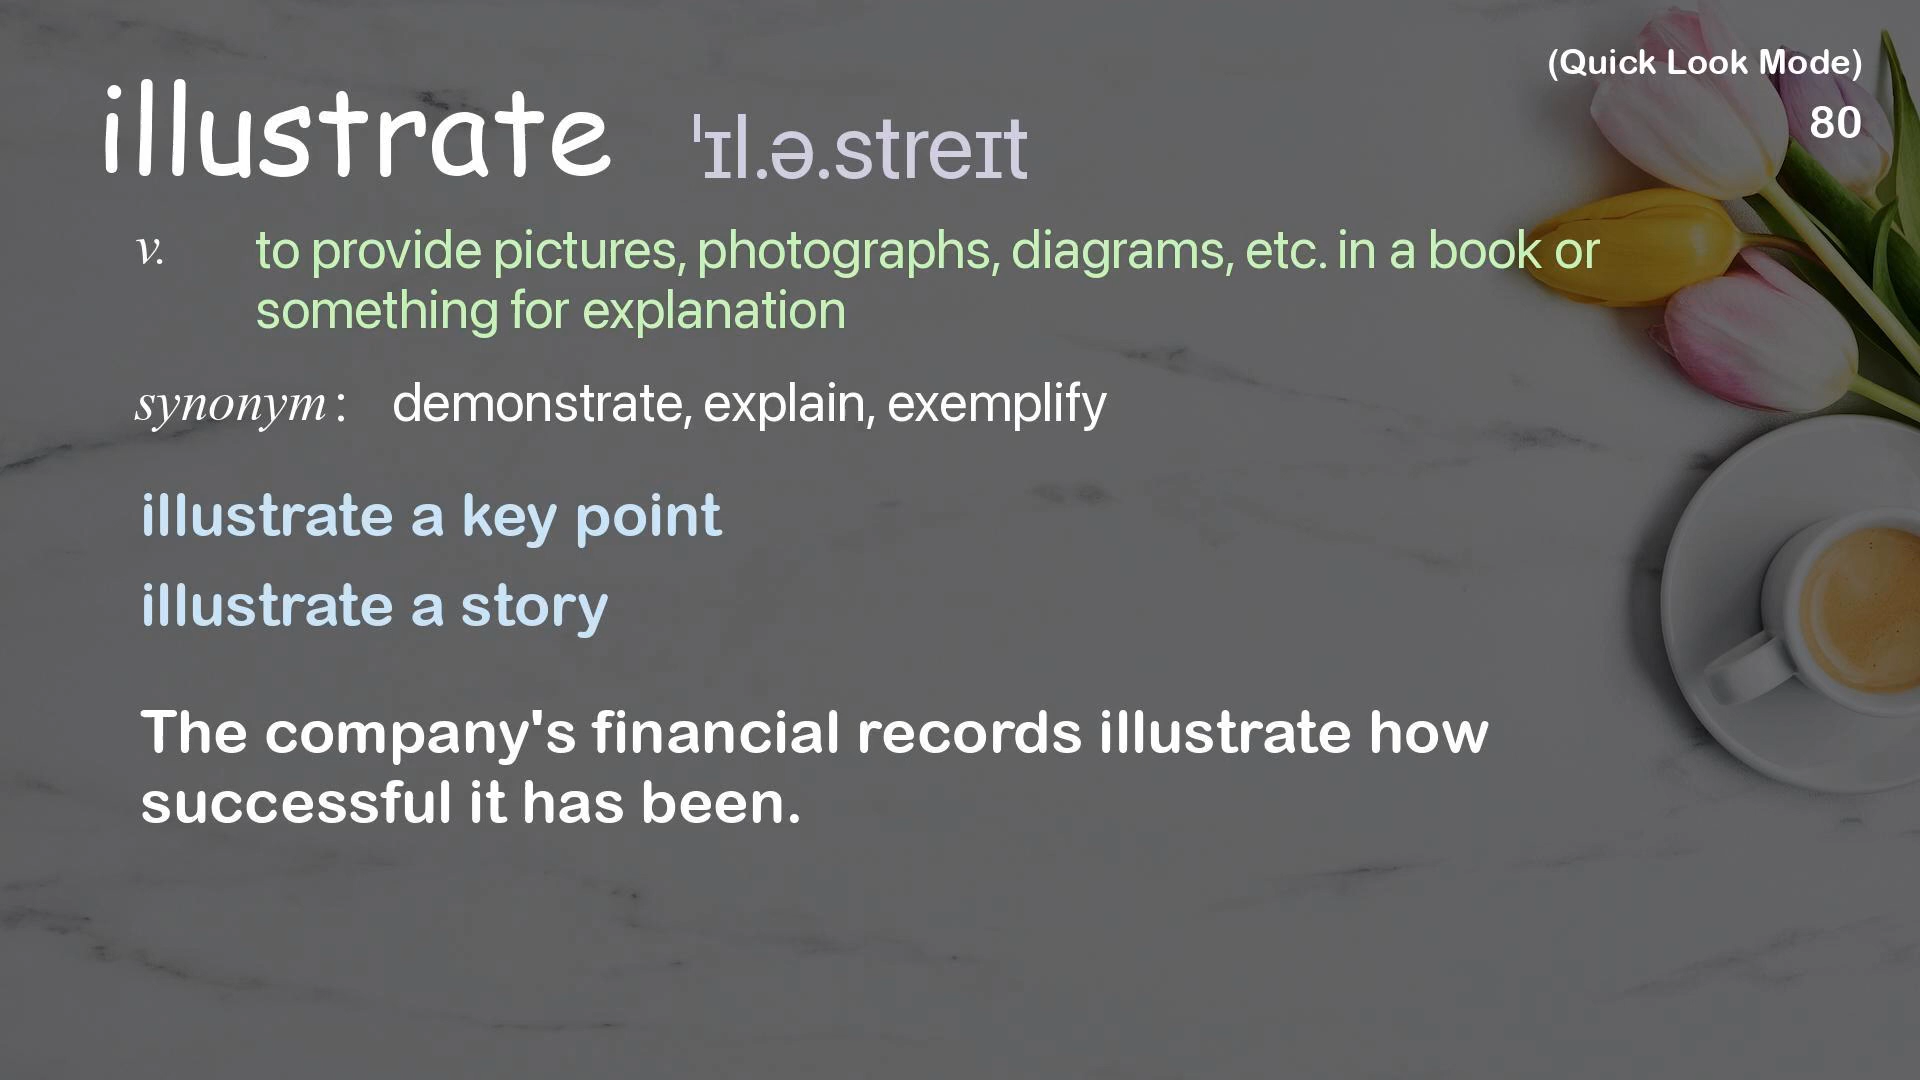 (Quick Look Mode)
80
illustrate ˈɪl.ə.streɪt
v. to provide pictures, photographs, diagrams, etc. in a book or
something for explanation
synonym: demonstrate, explain, exemplify
illustrate a key point
illustrate a story
The company's financial records illustrate how
successful it has been.